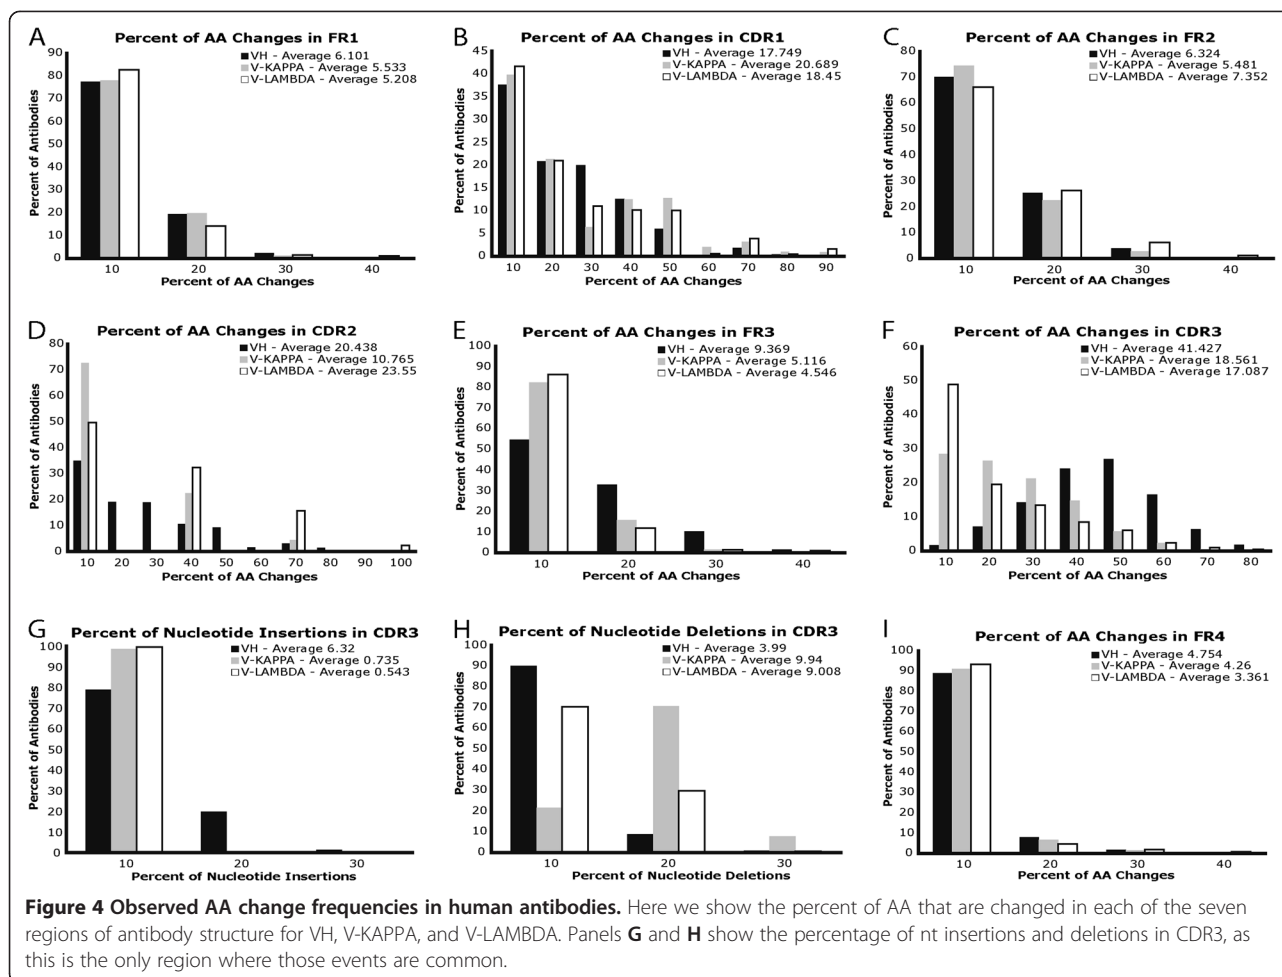 A
Percent of AA Changes in FR1
VH - Average 6.101
V-KAPPA - Average 5.533
V-LAMBDA - Average 5.208
Percent of Antibodies
90
80
70
60
50
40
30
20
10
0
10 20 30 40
Percent of AA Changes
B
Percent of AA Changes in CDR1
VH - Average 17.749
V-KAPPA - Average 20.689
V-LAMBDA - Average 18.45
Percent of Antibodies
45
40
35
30
25
20
15
10
5
0
10 20 30 40 50 60 70 80 90
Percent of AA Changes
C
Percent of AA Changes in FR2
VH - Average 6.324
V-KAPPA - Average 5.481
V-LAMBDA - Average 7.352
Percent of Antibodies
80
70
60
50
40
30
20
10
0
10 20 30 40
Percent of AA Changes
D
Percent of AA Changes in CDR2
VH - Average 20.438
V-KAPPA - Average 10.765
V-LAMBDA - Average 23.55
Percent of Antibodies
80
70
60
50
40
30
20
10
0
10 20 30 40 50 60 70 80 90 100
Percent of AA Changes
E
Percent of AA Changes in FR3
VH - Average 9.369
V-KAPPA - Average 5.116
V-LAMBDA - Average 4.546
Percent of Antibodies
100
90
80
70
60
50
40
30
20
10
0
10 20 30 40
Percent of AA Changes
F
Percent of AA Changes in CDR3
VH - Average 41.427
V-KAPPA - Average 18.561
V-LAMBDA - Average 17.087
Percent of Antibodies
60
50
40
30
20
10
0
10 20 30 40 50 60 70 80
Percent of AA Changes
G
Percent of Nucleotide Insertions in CDR3
VH - Average 6.32
V-KAPPA - Average 0.735
V-LAMBDA - Average 0.543
Percent of Antibodies
100
90
80
70
60
50
40
30
20
10
0
10 20 30
Percent of Nucleotide Insertions
H
Percent of Nucleotide Deletions in CDR3
VH - Average 3.99
V-KAPPA - Average 9.94
V-LAMBDA - Average 9.008
Percent of Antibodies
100
90
80
70
60
50
40
30
20
10
0
10 20 30
Percent of Nucleotide Deletions
I
Percent of AA Changes in FR4
VH - Average 4.754
V-KAPPA - Average 4.26
V-LAMBDA - Average 3.361
Percent of Antibodies
100
90
80
70
60
50
40
30
20
10
0
10 20 30 40
Percent of AA Changes
Figure 4 Observed AA change frequencies in human antibodies. Here we show the percent of AA that are changed in each of the seven
regions of antibody structure for VH, V-KAPPA, and V-LAMBDA. Panels G and H show the percentage of nt insertions and deletions in CDR3, as
this is the only region where those events are common.